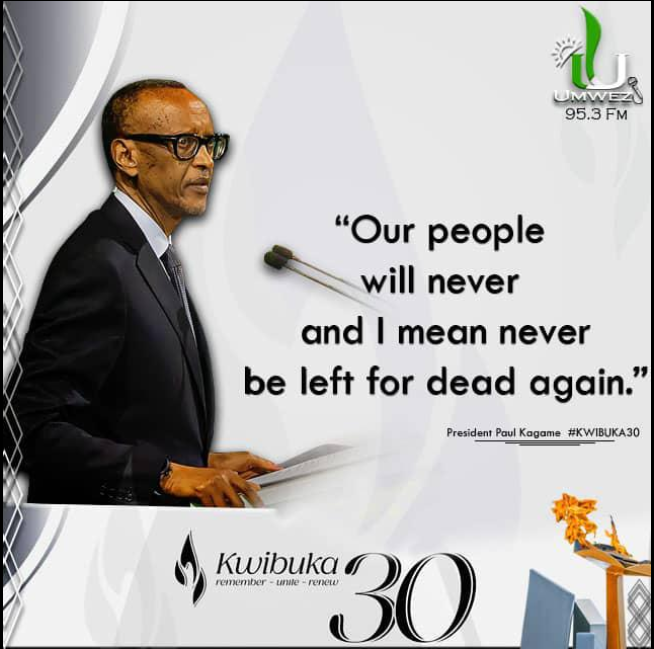 UMWEZI
95.3 FM
“Our people
will never
and I mean never
be left for dead again.”
President Paul Kagame #KWIBUKA30
Kwibuka 30
remember - unite - renew